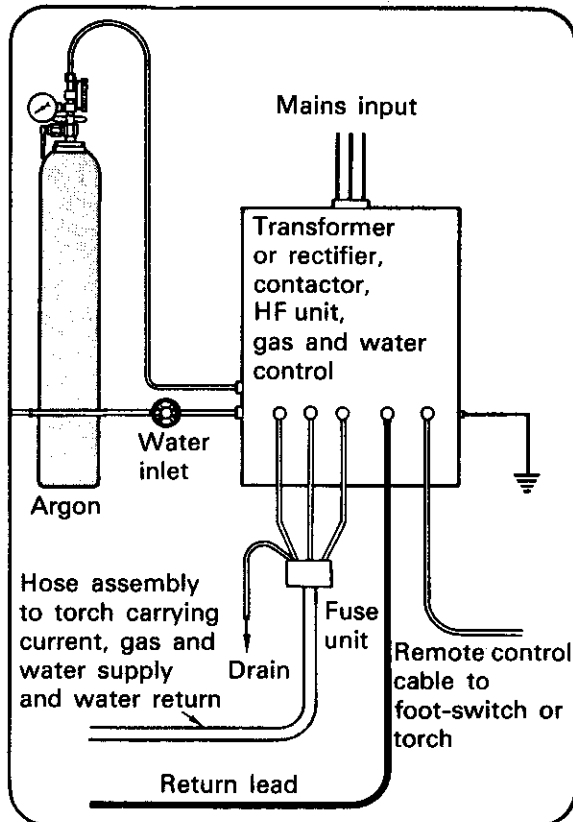 Mains input
Transformer
or rectifier,
contactor,
HF unit,
gas and water
control
Water
inlet
Argon
Hose assembly
to torch carrying
current, gas and
water supply
and water return
Drain
Fuse
unit
Remote control
cable to
foot-switch or
torch
Return lead